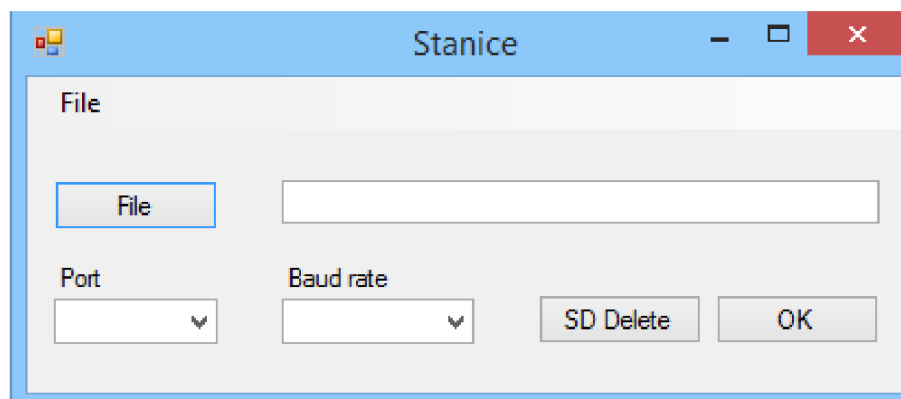 Stanice
File
File
Port Baud rate
SD Delete OK